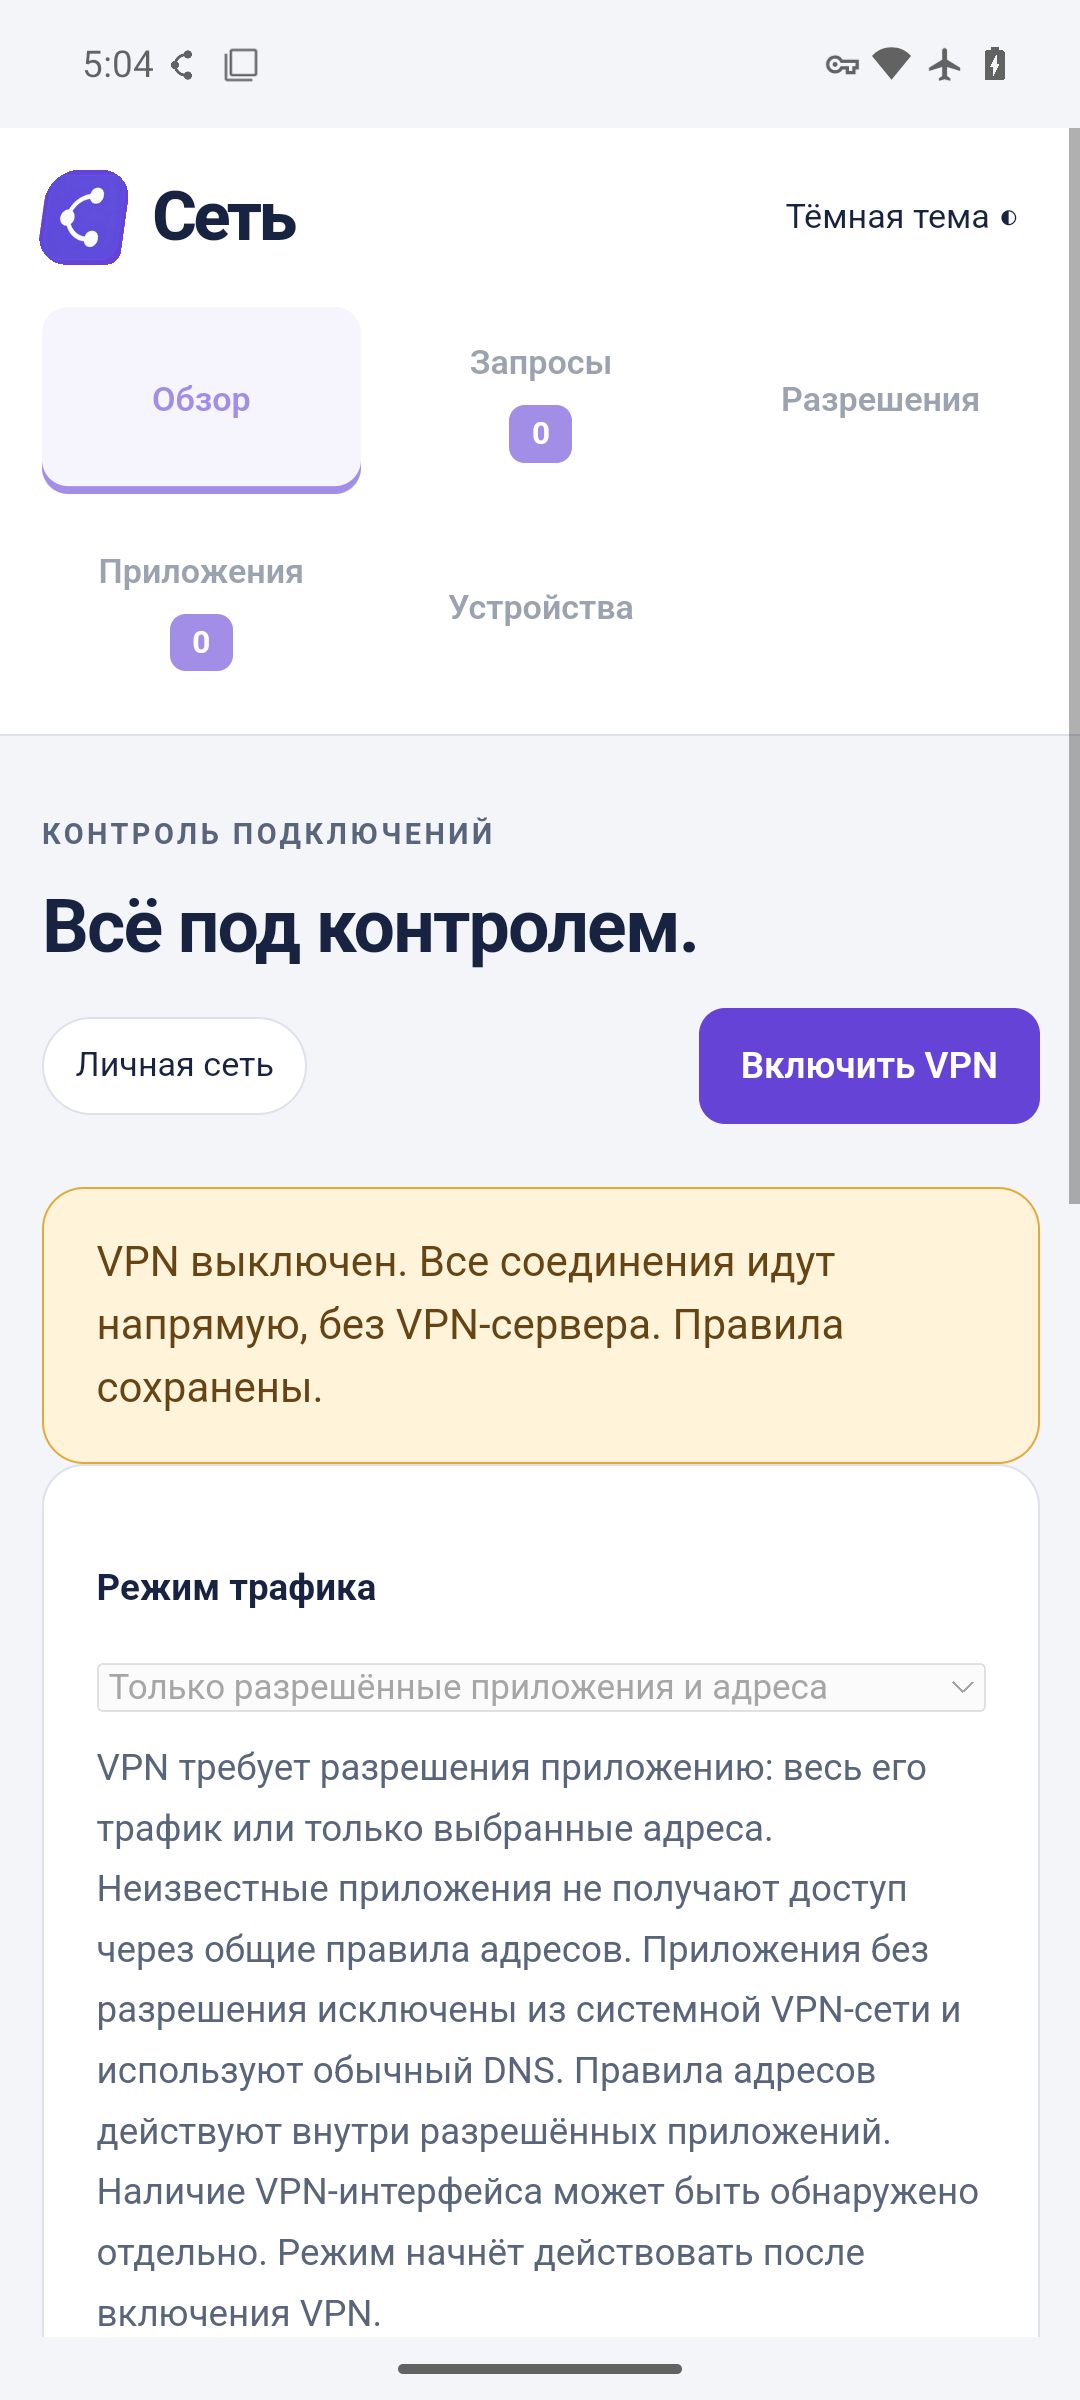 5:04
Сеть
Тёмная тема
Обзор
Запросы
0
Разрешения
Приложения
0
Устройства
КОНТРОЛЬ ПОДКЛЮЧЕНИЙ
Всё под контролем.
Личная сеть
Включить VPN
VPN выключен. Все соединения идут
напрямую, без VPN-сервера. Правила
сохранены.
Режим трафика
Только разрешённые приложения и адреса
VPN требует разрешения приложению: весь его
трафик или только выбранные адреса.
Неизвестные приложения не получают доступ
через общие правила адресов. Приложения без
разрешения исключены из системной VPN-сети и
используют обычный DNS. Правила адресов
действуют внутри разрешённых приложений.
Наличие VPN-интерфейса может быть обнаружено
отдельно. Режим начнёт действовать после
включения VPN.